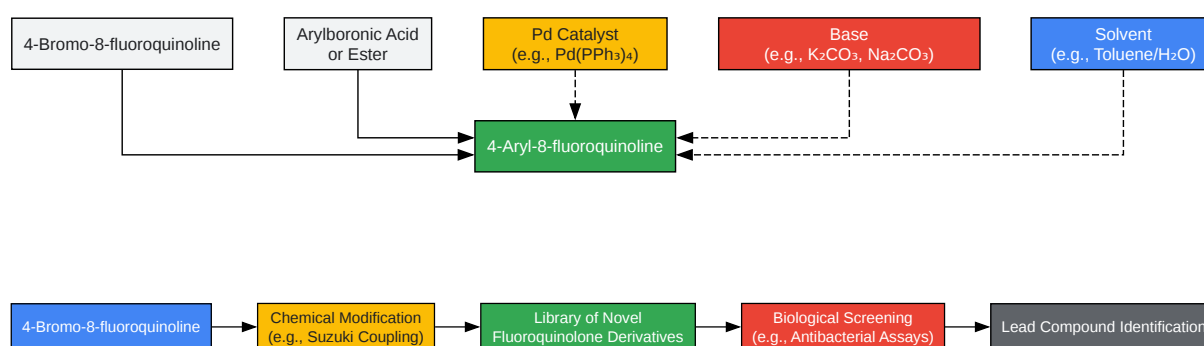 4-Bromo-8-fluoroquinoline
Arylboronic Acid
or Ester
Pd Catalyst
(e.g., Pd(PPh₃)₄)
Base
(e.g., K₂CO₃, Na₂CO₃)
Solvent
(e.g., Toluene/H₂O)
4-Aryl-8-fluoroquinoline
4-Bromo-8-fluoroquinoline
Chemical Modification
(e.g., Suzuki Coupling)
Library of Novel
Fluoroquinolone Derivatives
Biological Screening
(e.g., Antibacterial Assays)
Lead Compound Identification